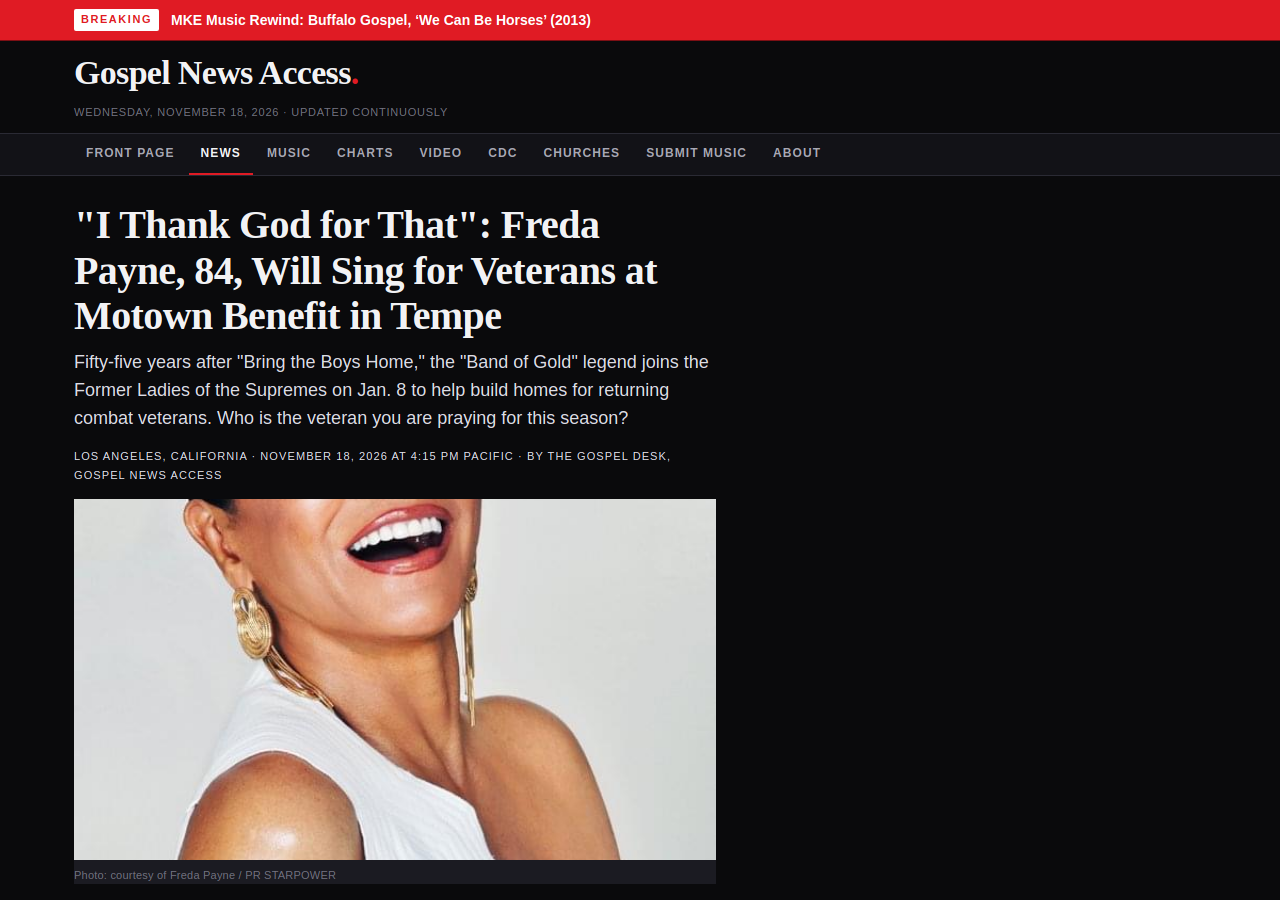 BREAKING MKE Music Rewind: Buffalo Gospel, ‘We Can Be Horses’ (2013)
Gospel News Access.
WEDNESDAY, NOVEMBER 18, 2026 · UPDATED CONTINUOUSLY
FRONT PAGE NEWS MUSIC CHARTS VIDEO CDC CHURCHES SUBMIT MUSIC ABOUT
"I Thank God for That": Freda
Payne, 84, Will Sing for Veterans at
Motown Benefit in Tempe
Fifty-five years after "Bring the Boys Home," the "Band of Gold" legend joins the
Former Ladies of the Supremes on Jan. 8 to help build homes for returning
combat veterans. Who is the veteran you are praying for this season?
LOS ANGELES, CALIFORNIA · NOVEMBER 18, 2026 AT 4:15 PM PACIFIC · BY THE GOSPEL DESK,
GOSPEL NEWS ACCESS
Photo: courtesy of Freda Payne / PR STARPOWER